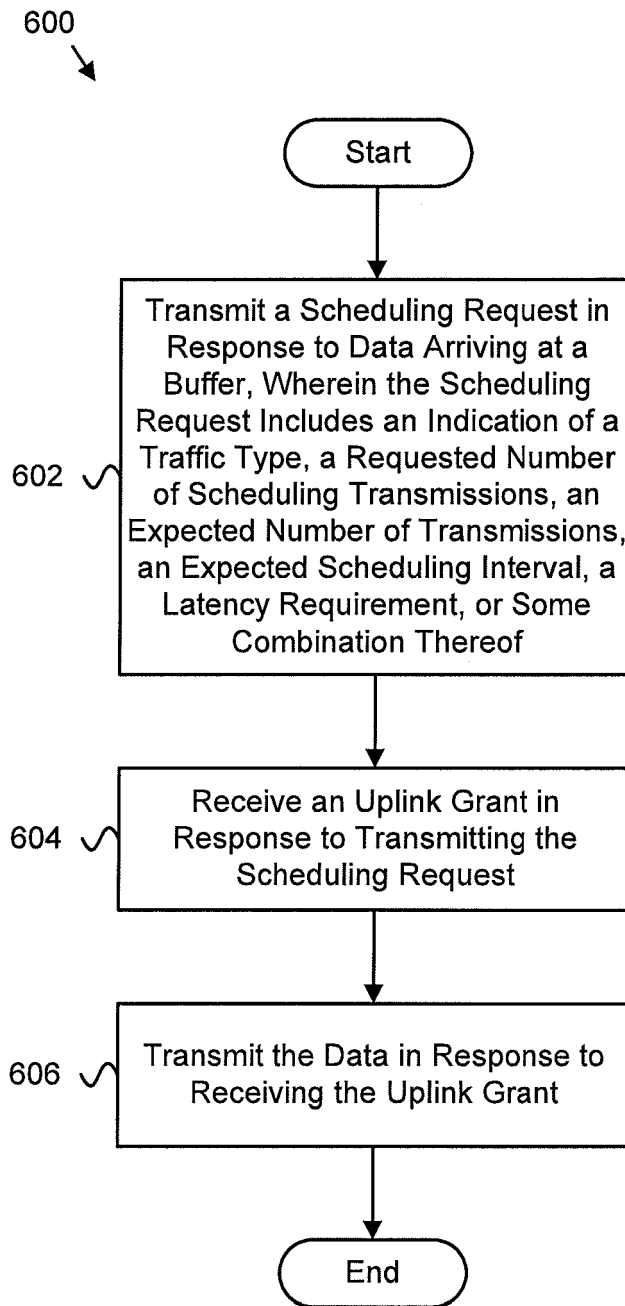 600
Start
Transmit a Scheduling Request in
Response to Data Arriving at a
Buffer, Wherein the Scheduling
Request Includes an Indication of a
Traffic Type, a Requested Number
of Scheduling Transmissions, an
Expected Number of Transmissions,
an Expected Scheduling Interval, a
Latency Requirement, or Some
Combination Thereof
602
Receive an Uplink Grant in
Response to Transmitting the
Scheduling Request
604
Transmit the Data in Response to
Receiving the Uplink Grant
606
End